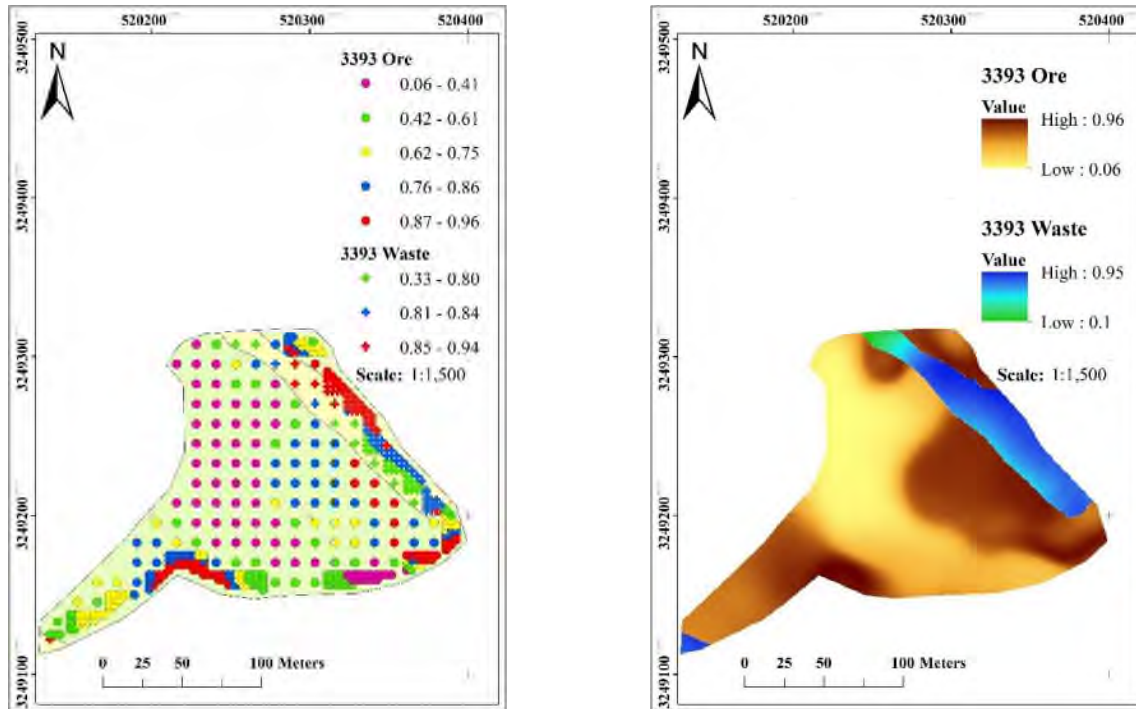 520200 520300 520400
3249500
3249400
3249300
3249200
3249100
N
3393 Ore
0.06 - 0.41
0.42 - 0.61
0.62 - 0.75
0.76 - 0.86
0.87 - 0.96
3393 Waste
0.33 - 0.80
0.81 - 0.84
0.85 - 0.94
Scale: 1:1,500
0 25 50 100 Meters
520200 520300 520400
3249500
3249400
3249300
3249200
3249100
N
3393 Ore
Value
High : 0.96
Low : 0.06
3393 Waste
Value
High : 0.95
Low : 0.1
Scale: 1:1,500
0 25 50 100 Meters